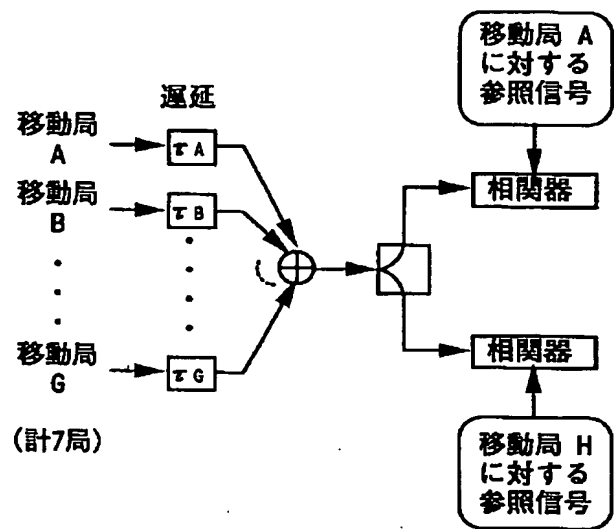 移動局 A
に対する
参照信号
遅延
移動局
A
τA
相関器
移動局
B
τB
移動局
G
τG
相関器
(計7局)
移動局 H
に対する
参照信号